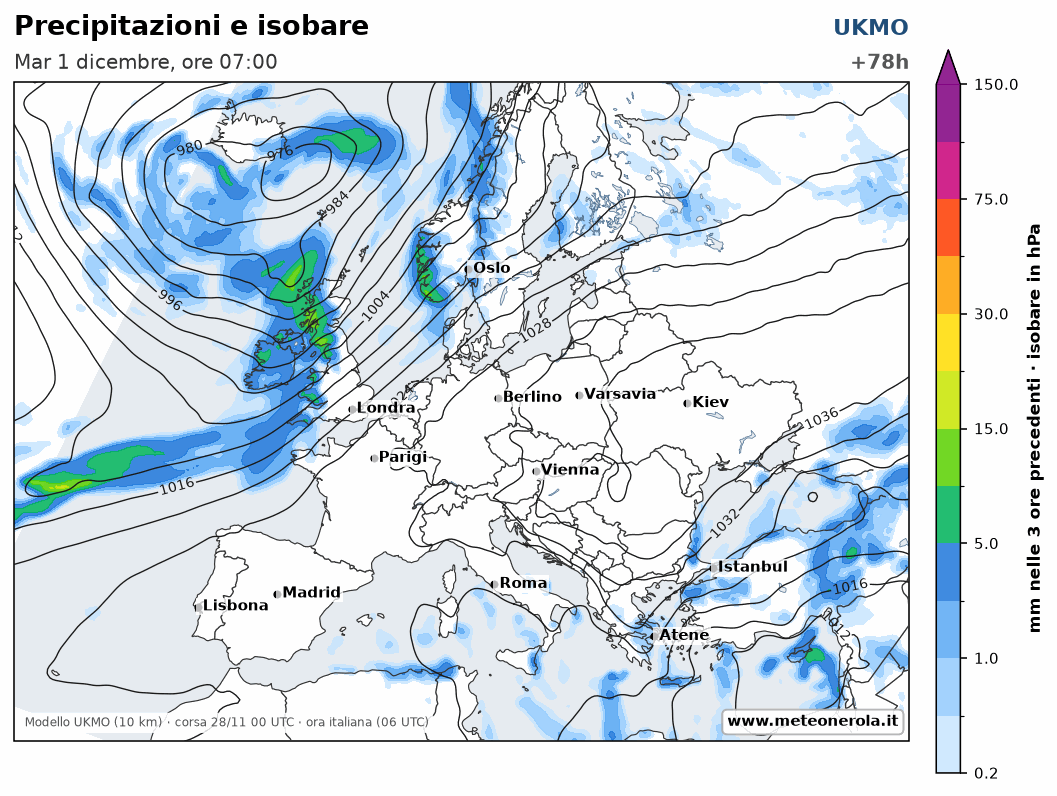 Precipitazioni e isobare
UKMO
Mar 1 dicembre, ore 07:00
+78h
980
976
984
996
1004
1028
1016
1036
1032
1016
1012
Oslo
Londra
Berlino
Varsavia
Kiev
Parigi
Vienna
Istanbul
Roma
Madrid
Lisbona
Atene
Modello UKMO (10 km) · corsa 28/11 00 UTC · ora italiana (06 UTC)
www.meteonerola.it
150.0
75.0
30.0
15.0
5.0
1.0
0.2
mm nelle 3 ore precedenti · isobare in hPa